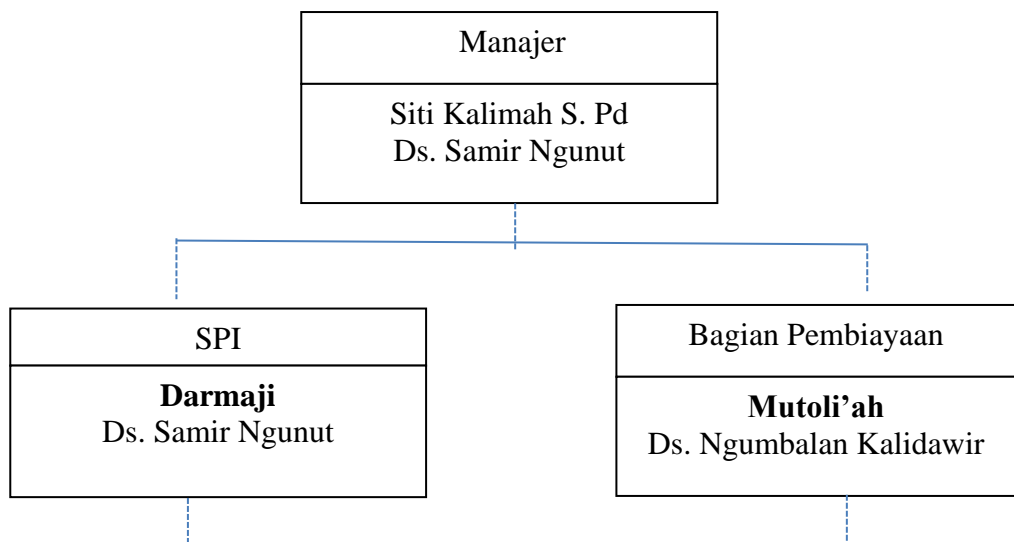 Manajer
Siti Kalimah S. Pd
Ds. Samir Ngunut
SPI
Darmaji
Ds. Samir Ngunut
Bagian Pembiayaan
Mutoli’ah
Ds. Ngumbalan Kalidawir